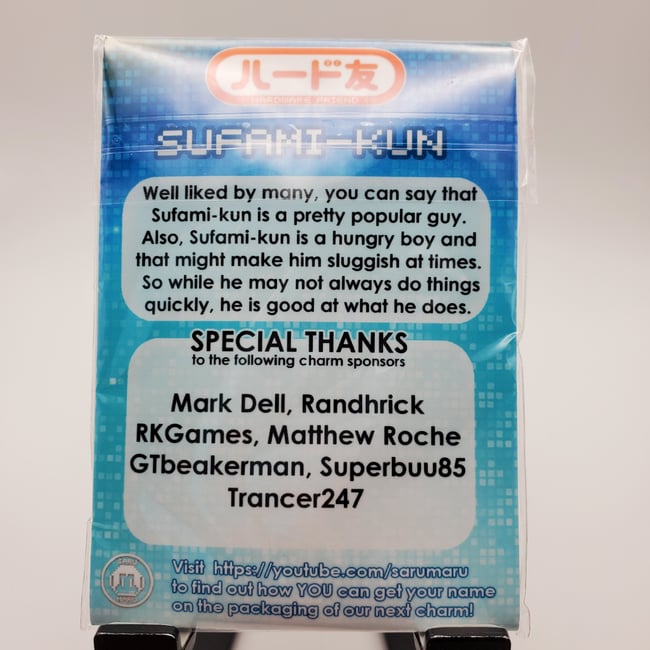 ハード友
HARDWARE FRIEND
SUFAMI-KUN
Well liked by many, you can say that
Sufami-kun is a pretty popular guy.
Also, Sufami-kun is a hungry boy and
that might make him sluggish at times.
So while he may not always do things
quickly, he is good at what he does.
SPECIAL THANKS
to the following charm sponsors
Mark Dell, Randhrick
RKGames, Matthew Roche
GTbeakerman, Superbuu85
Trancer247
Visit https://youtube.com/sarumaru
to find out how YOU can get your name
on the packaging of our next charm!
SARU